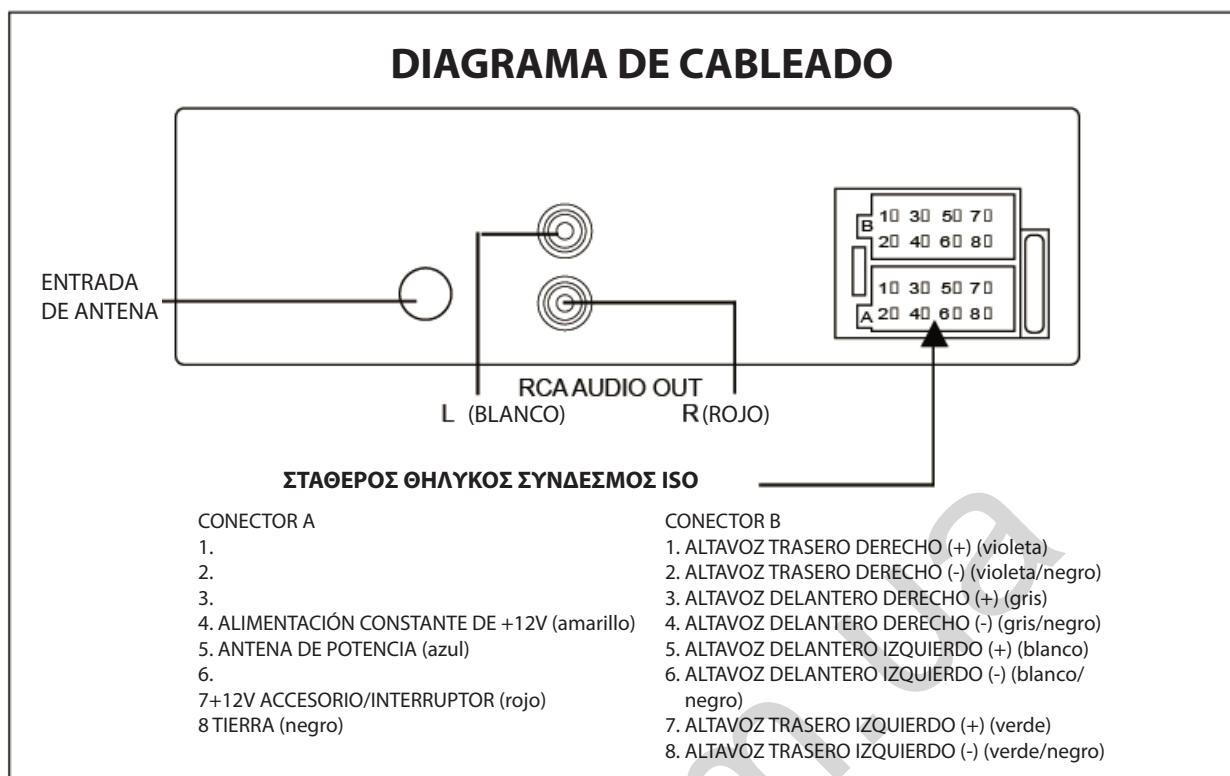 DIAGRAMA DE CABLEADO
B 1 3 5 7
2 4 6 8
1 3 5 7
A 2 4 6 8
ENTRADA
DE ANTENA
RCA AUDIO OUT
L (BLANCO) R (ROJO)
ΣΤΑΘΕΡΟΣ ΘΗΛΥΚΟΣ ΣΥΝΔΕΣΜΟΣ ISO
CONECTOR A
1.
2.
3.
4. ALIMENTACIÓN CONSTANTE DE +12V (amarillo)
5. ANTENA DE POTENCIA (azul)
6.
7+12V ACCESORIO/INTERRUPTOR (rojo)
8 TIERRA (negro)
CONECTOR B
1. ALTAVOZ TRASERO DERECHO (+) (violeta)
2. ALTAVOZ TRASERO DERECHO (-) (violeta/negro)
3. ALTAVOZ DELANTERO DERECHO (+) (gris)
4. ALTAVOZ DELANTERO DERECHO (-) (gris/negro)
5. ALTAVOZ DELANTERO IZQUIERDO (+) (blanco)
6. ALTAVOZ DELANTERO IZQUIERDO (-) (blanco/
negro)
7. ALTAVOZ TRASERO IZQUIERDO (+) (verde)
8. ALTAVOZ TRASERO IZQUIERDO (-) (verde/negro)